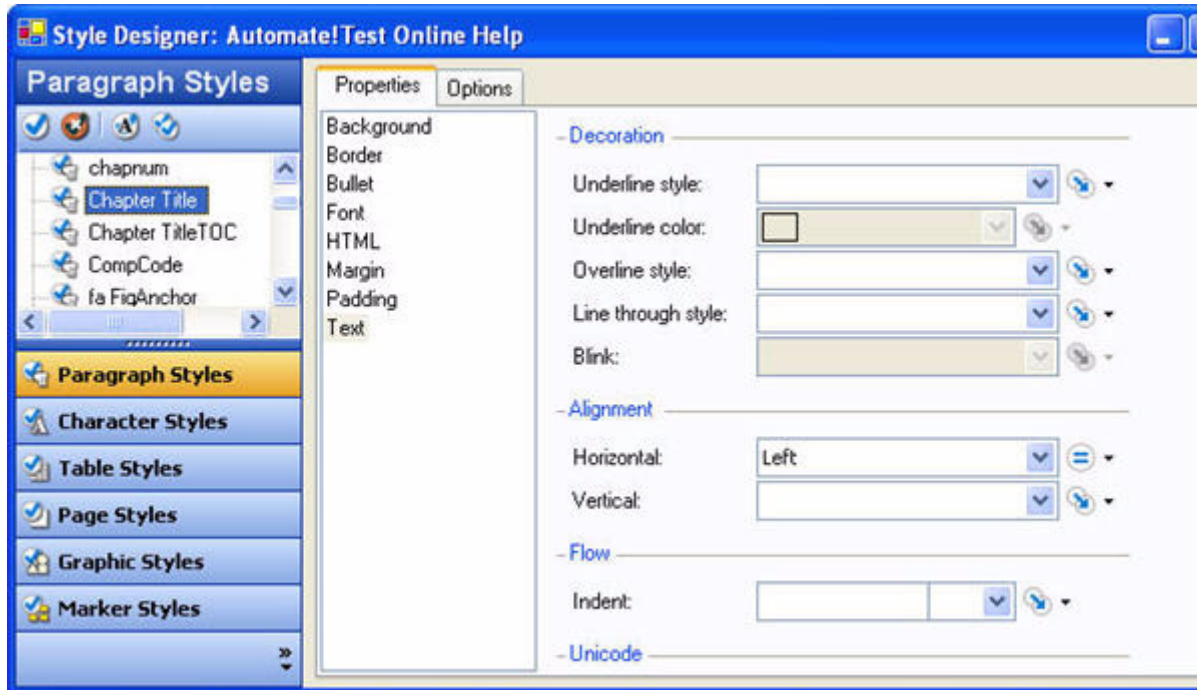 Style Designer: Automate!Test Online Help
Paragraph Styles
chapnum
Chapter Title
Chapter TitleTOC
CompCode
fa FigAnchor
Paragraph Styles
Character Styles
Table Styles
Page Styles
Graphic Styles
Marker Styles
Properties
Options
Background
Border
Bullet
Font
HTML
Margin
Padding
Text
Decoration
Underline style:
Underline color:
Overline style:
Line through style:
Blink:
Alignment
Horizontal: Left
Vertical:
Flow
Indent:
Unicode